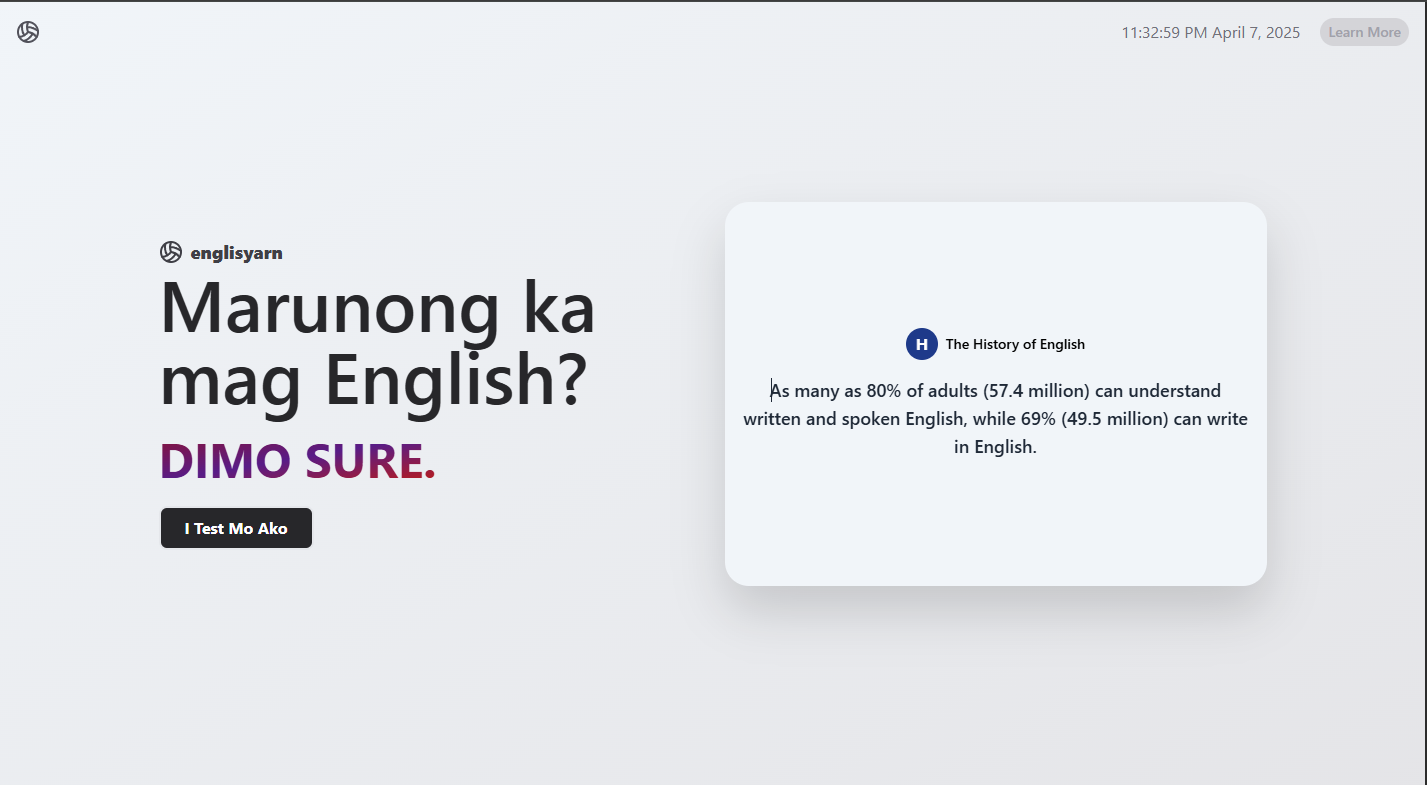 11:32:59 PM April 7, 2025
Learn More
englisyarn
Marunong ka
mag English?
DIMO SURE.
I Test Mo Ako
H
The History of English
As many as 80% of adults (57.4 million) can understand
written and spoken English, while 69% (49.5 million) can write
in English.